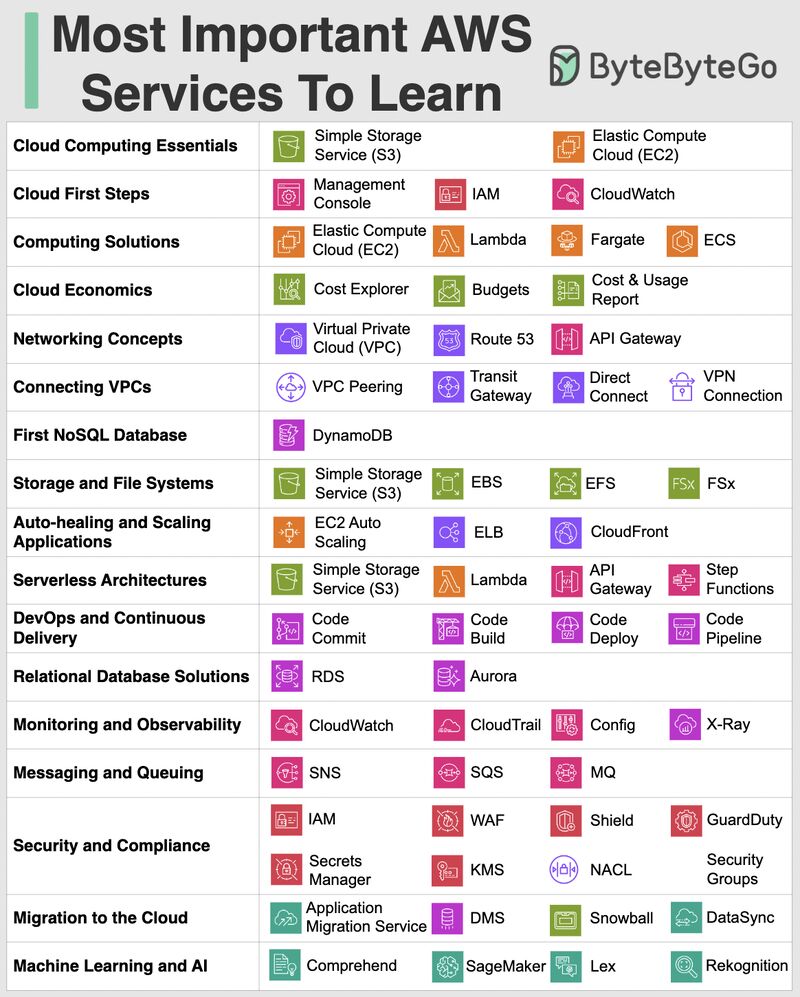 Most Important AWS
Services To Learn
ByteByteGo
Cloud Computing Essentials
Simple Storage
Service (S3)
Elastic Compute
Cloud (EC2)
Cloud First Steps
Management
Console
IAM
CloudWatch
Computing Solutions
Elastic Compute
Cloud (EC2)
Lambda
Fargate
ECS
Cloud Economics
Cost Explorer
Budgets
Cost & Usage
Report
Networking Concepts
Virtual Private
Cloud (VPC)
53
Route 53
API Gateway
Connecting VPCs
VPC Peering
Transit
Gateway
Direct
Connect
VPN
Connection
First NoSQL Database
DynamoDB
Storage and File Systems
Simple Storage
Service (S3)
EBS
EFS
FSx
FSx
Auto-healing and Scaling
Applications
EC2 Auto
Scaling
ELB
CloudFront
Serverless Architectures
Simple Storage
Service (S3)
Lambda
API
Gateway
Step
Functions
DevOps and Continuous
Delivery
Code
Commit
Code
Build
Code
Deploy
Code
Pipeline
Relational Database Solutions
RDS
Aurora
Monitoring and Observability
CloudWatch
CloudTrail
Config
X-Ray
Messaging and Queuing
SNS
SQS
MQ
Security and Compliance
IAM
WAF
Shield
GuardDuty
Secrets
Manager
KMS
NACL
Security
Groups
Migration to the Cloud
Application
Migration Service
DMS
Snowball
DataSync
Machine Learning and AI
Comprehend
SageMaker
Lex
Rekognition